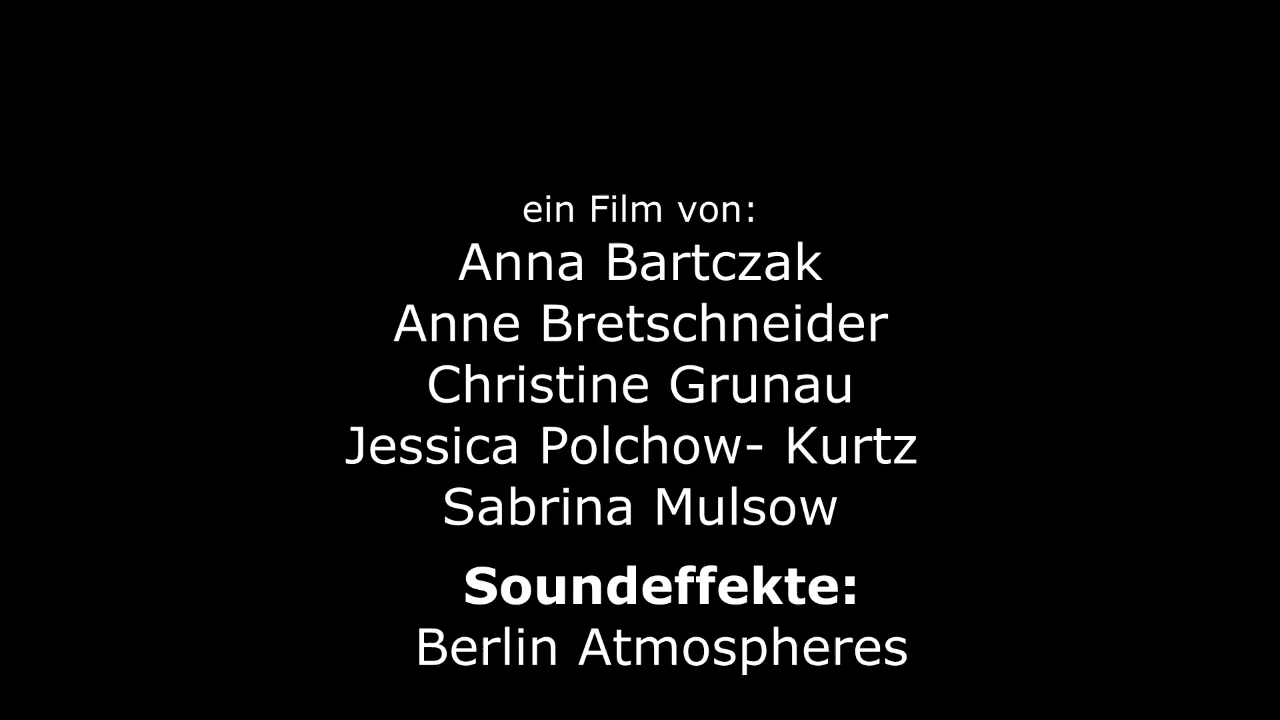 ein Film von:
Anna Bartczak
Anne Bretschneider
Christine Grunau
Jessica Polchow- Kurtz
Sabrina Mulsow
Soundeffekte:
Berlin Atmospheres